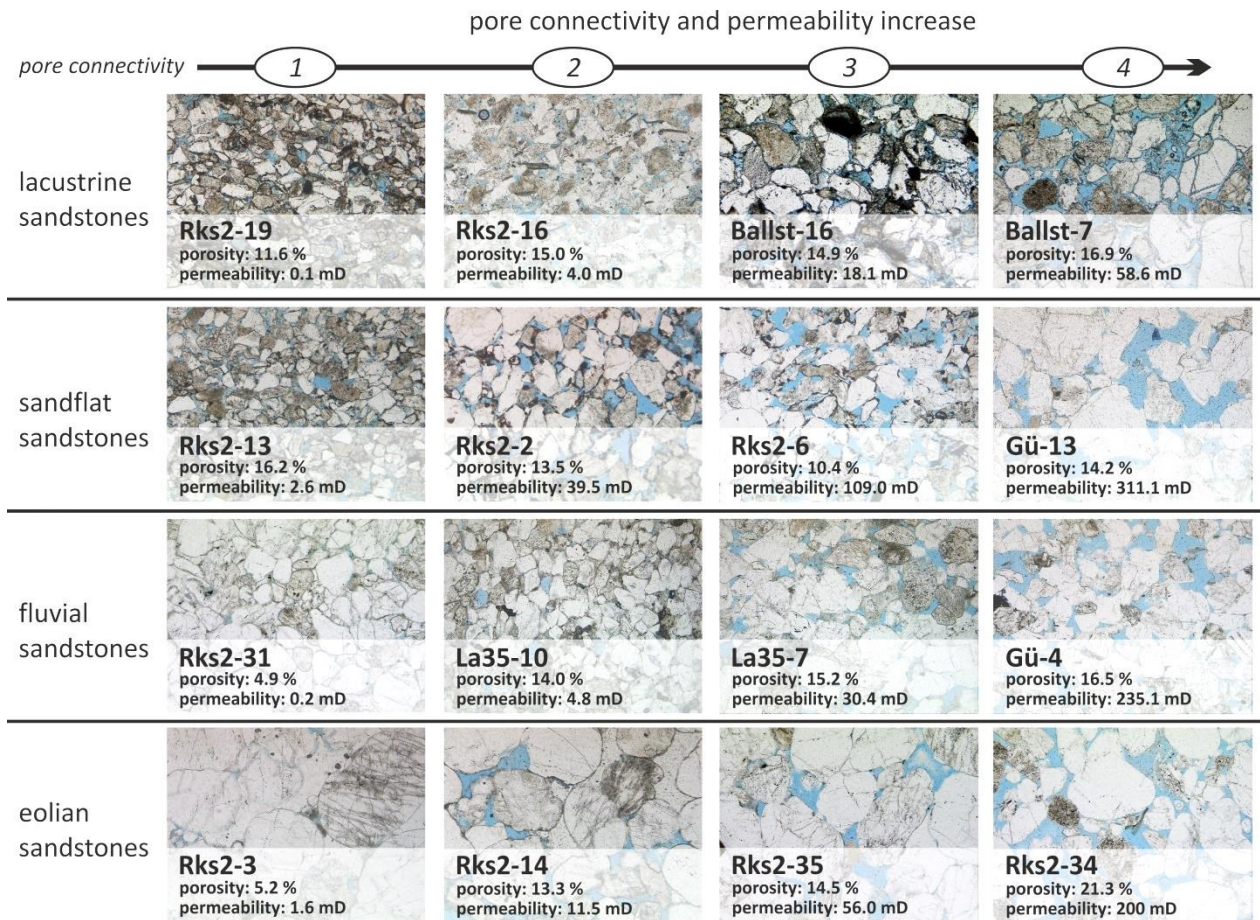 pore connectivity and permeability increase
pore connectivity
1
2
3
4
lacustrine
sandstones
Rks2-19
porosity: 11.6 %
permeability: 0.1 mD
Rks2-16
porosity: 15.0 %
permeability: 4.0 mD
Ballst-16
porosity: 14.9 %
permeability: 18.1 mD
Ballst-7
porosity: 16.9 %
permeability: 58.6 mD
sandflat
sandstones
Rks2-13
porosity: 16.2 %
permeability: 2.6 mD
Rks2-2
porosity: 13.5 %
permeability: 39.5 mD
Rks2-6
porosity: 10.4 %
permeability: 109.0 mD
Gü-13
porosity: 14.2 %
permeability: 311.1 mD
fluvial
sandstones
Rks2-31
porosity: 4.9 %
permeability: 0.2 mD
La35-10
porosity: 14.0 %
permeability: 4.8 mD
La35-7
porosity: 15.2 %
permeability: 30.4 mD
Gü-4
porosity: 16.5 %
permeability: 235.1 mD
eolian
sandstones
Rks2-3
porosity: 5.2 %
permeability: 1.6 mD
Rks2-14
porosity: 13.3 %
permeability: 11.5 mD
Rks2-35
porosity: 14.5 %
permeability: 56.0 mD
Rks2-34
porosity: 21.3 %
permeability: 200 mD